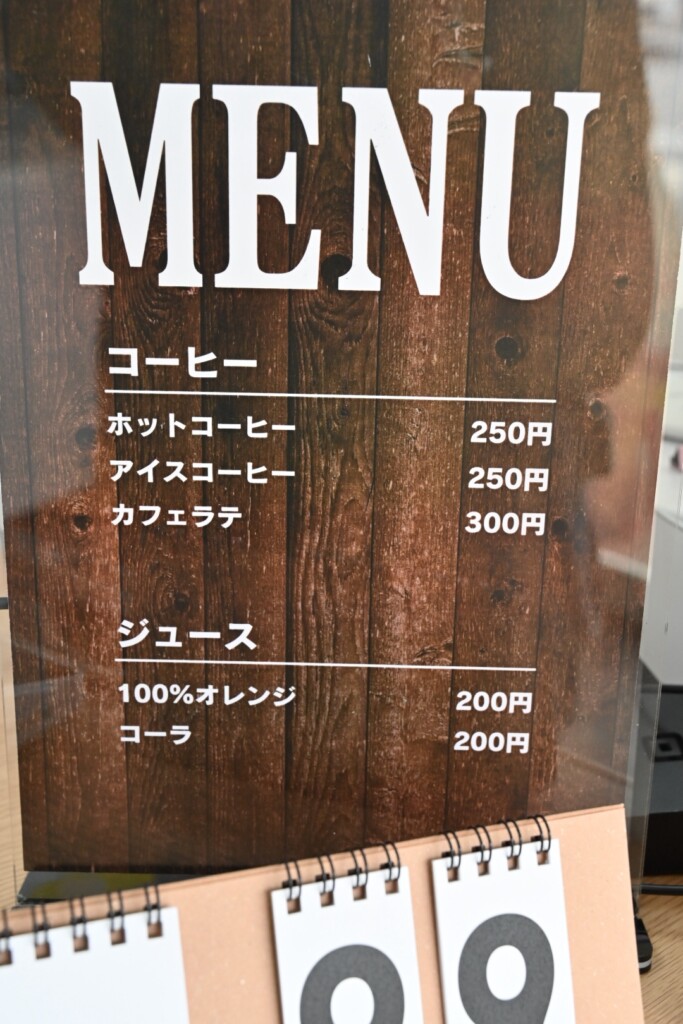 MENU
コーヒー
ホットコーヒー 250円
アイスコーヒー 250円
カフェラテ 300円
ジュース
100%オレンジ 200円
コーラ 200円